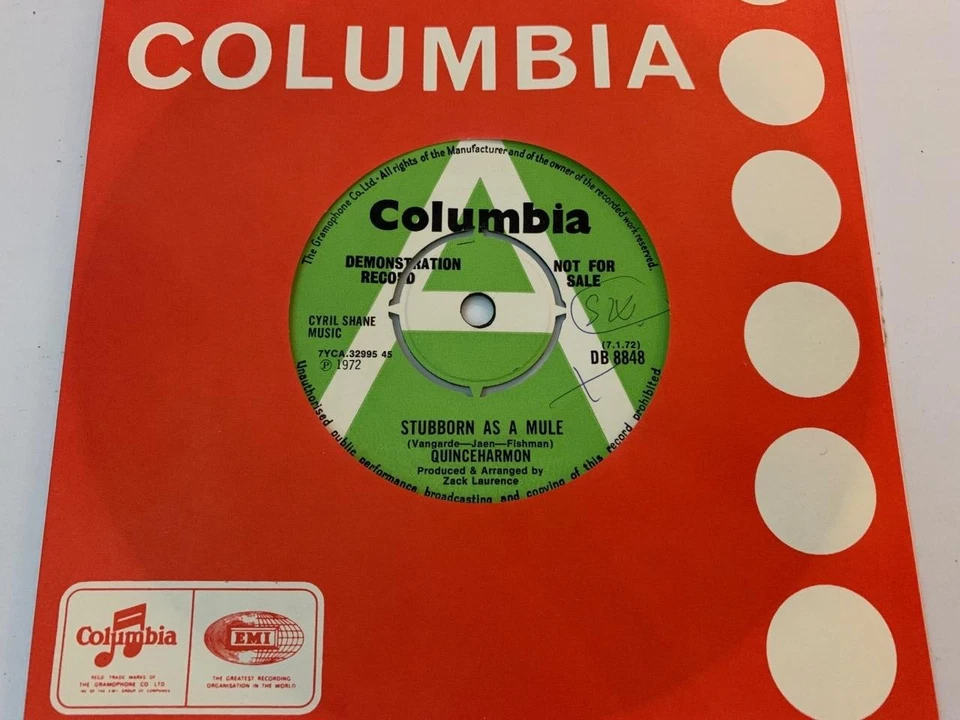 COLUMBIA
The Gramophone Co. Ltd. · All rights of the Manufacturer and of the owner of the recorded work reserved.
Columbia
DEMONSTRATION
RECORD
NOT FOR
SALE
CYRIL SHANE
MUSIC
7YCA.32995 45
Ⓟ 1972
(7.1.72)
DB 8848
STUBBORN AS A MULE
(Vangarde—Jaen—Fishman)
QUINCEHARMON
Produced & Arranged by
Zack Laurence
Unauthorised public performance, broadcasting and copying of this record prohibited
Columbia
REGD TRADE MARKS OF
THE GRAMOPHONE CO LTD
EMI
THE GREATEST RECORDING
ORGANISATION IN THE WORLD